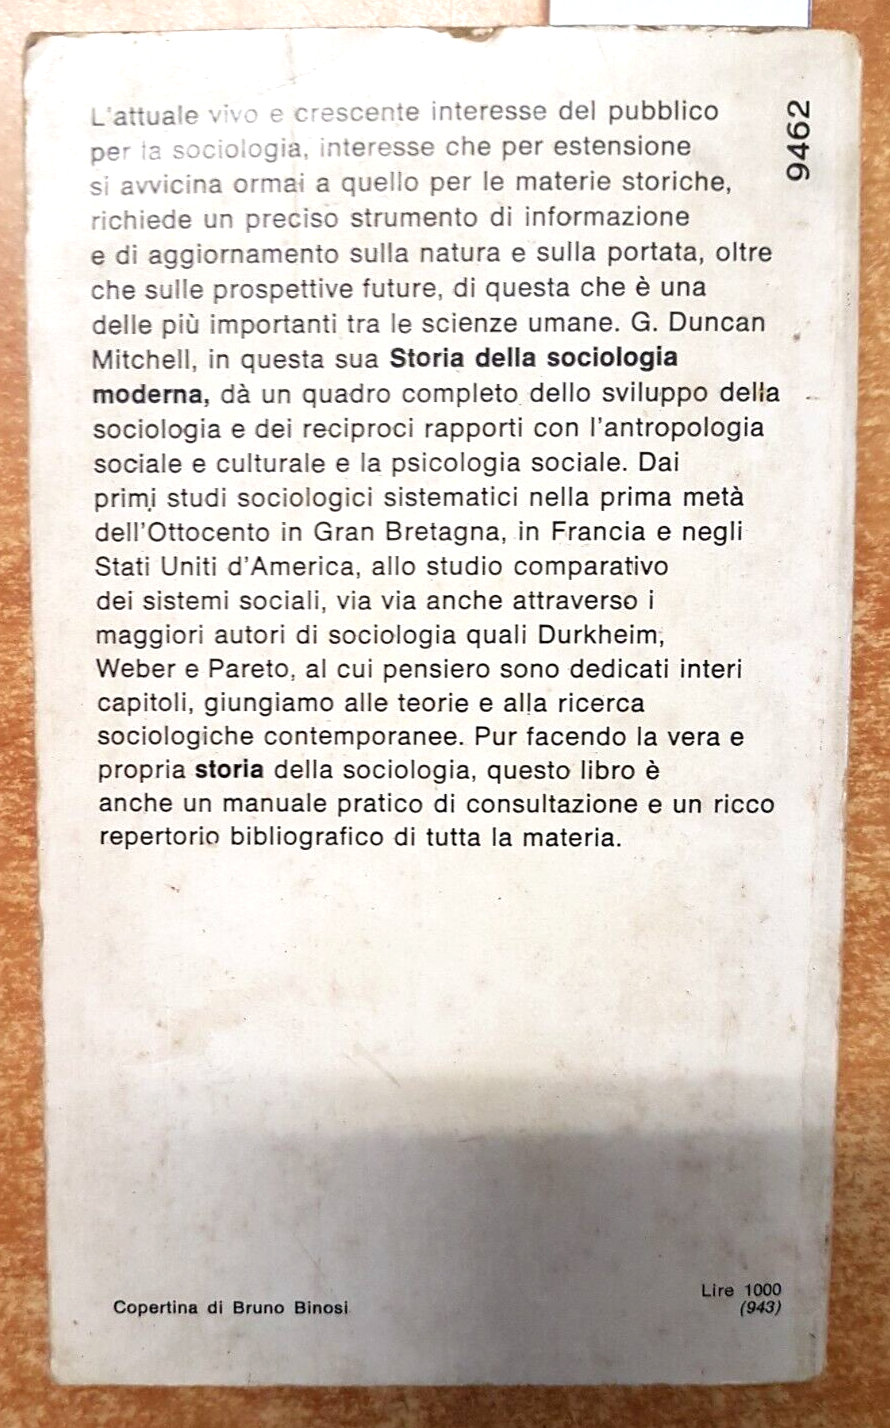 L'attuale vivo e crescente interesse del pubblico
per la sociologia, interesse che per estensione
si avvicina ormai a quello per le materie storiche,
richiede un preciso strumento di informazione
e di aggiornamento sulla natura e sulla portata, oltre
che sulle prospettive future, di questa che è una
delle più importanti tra le scienze umane. G. Duncan
Mitchell, in questa sua Storia della sociologia
moderna, dà un quadro completo dello sviluppo della
sociologia e dei reciproci rapporti con l'antropologia
sociale e culturale e la psicologia sociale. Dai
primi studi sociologici sistematici nella prima metà
dell'Ottocento in Gran Bretagna, in Francia e negli
Stati Uniti d'America, allo studio comparativo
dei sistemi sociali, via via anche attraverso i
maggiori autori di sociologia quali Durkheim,
Weber e Pareto, al cui pensiero sono dedicati interi
capitoli, giungiamo alle teorie e alla ricerca
sociologiche contemporanee. Pur facendo la vera e
propria storia della sociologia, questo libro è
anche un manuale pratico di consultazione e un ricco
repertorio bibliografico di tutta la materia.
9462
Copertina di Bruno Binosi
Lire 1000
(943)